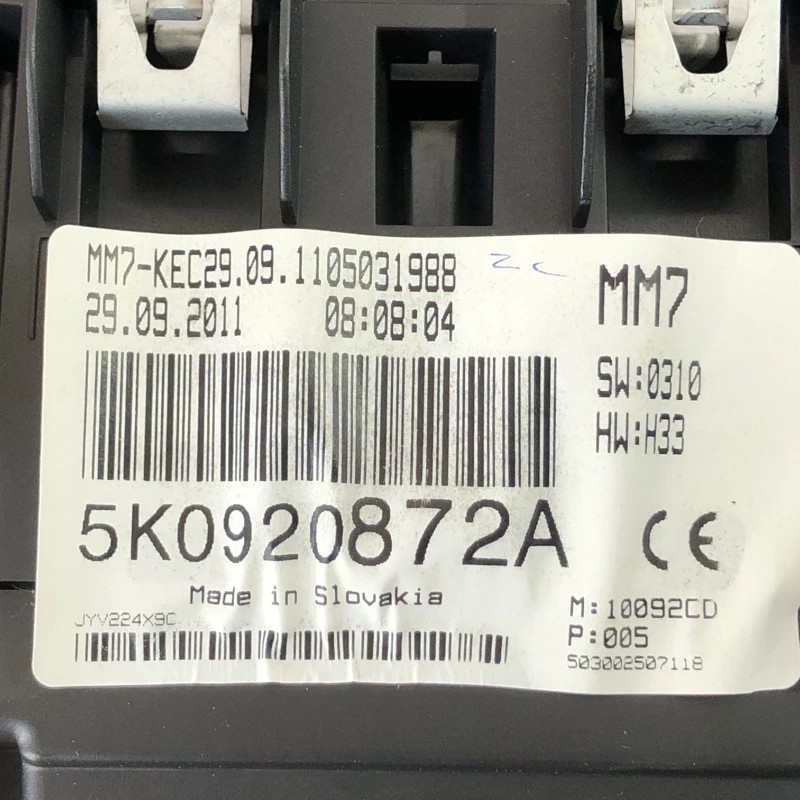 MM7-KEC29.09.1105031988
29.09.2011 08:08:04
MM7
SW:0310
HW:H33
5K0920872A
CE
Made in Slovakia
JYV224X9C
M:10092CD
P:005
503002507118